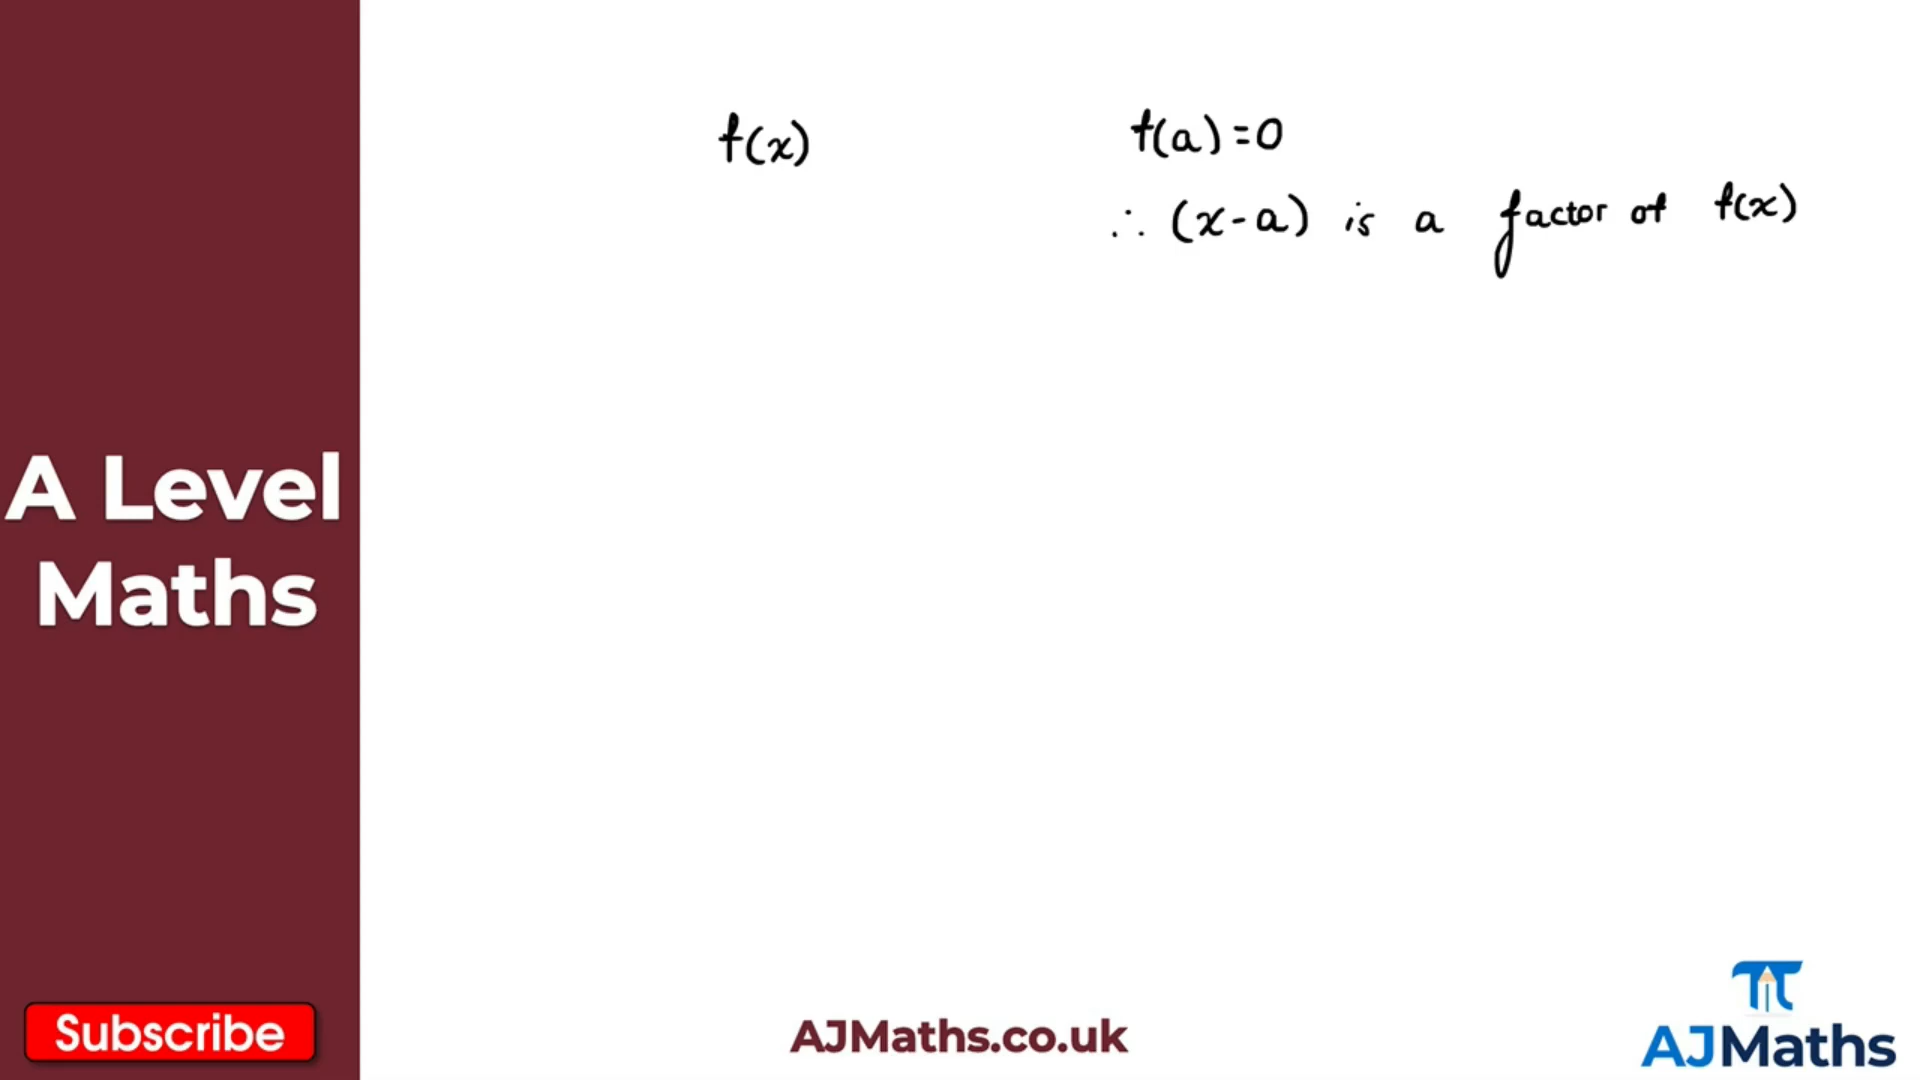 f(x)
f(a)=0
∴ (x-a) is a factor of f(x)
A Level
Maths
Subscribe
AJMaths.co.uk
AJMaths